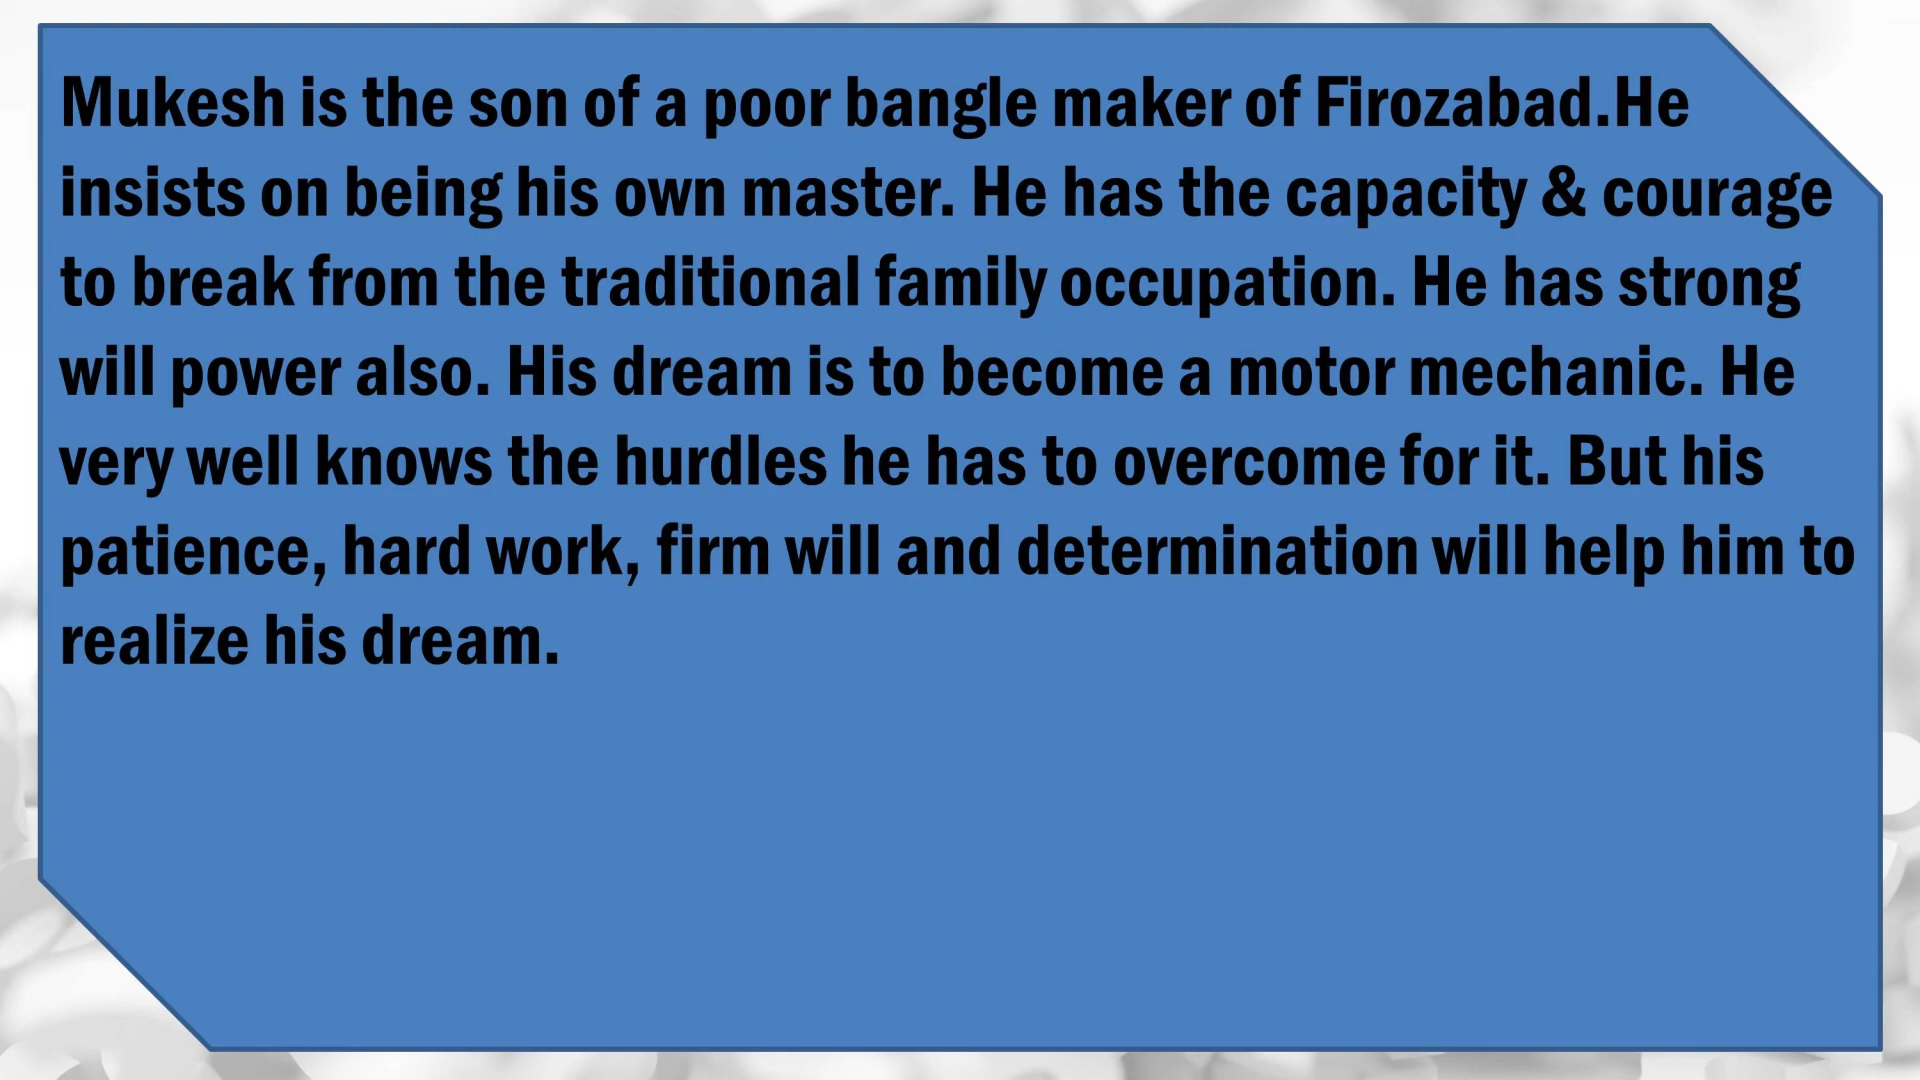 Mukesh is the son of a poor bangle maker of Firozabad.He
insists on being his own master. He has the capacity & courage
to break from the traditional family occupation. He has strong
will power also. His dream is to become a motor mechanic. He
very well knows the hurdles he has to overcome for it. But his
patience, hard work, firm will and determination will help him to
realize his dream.